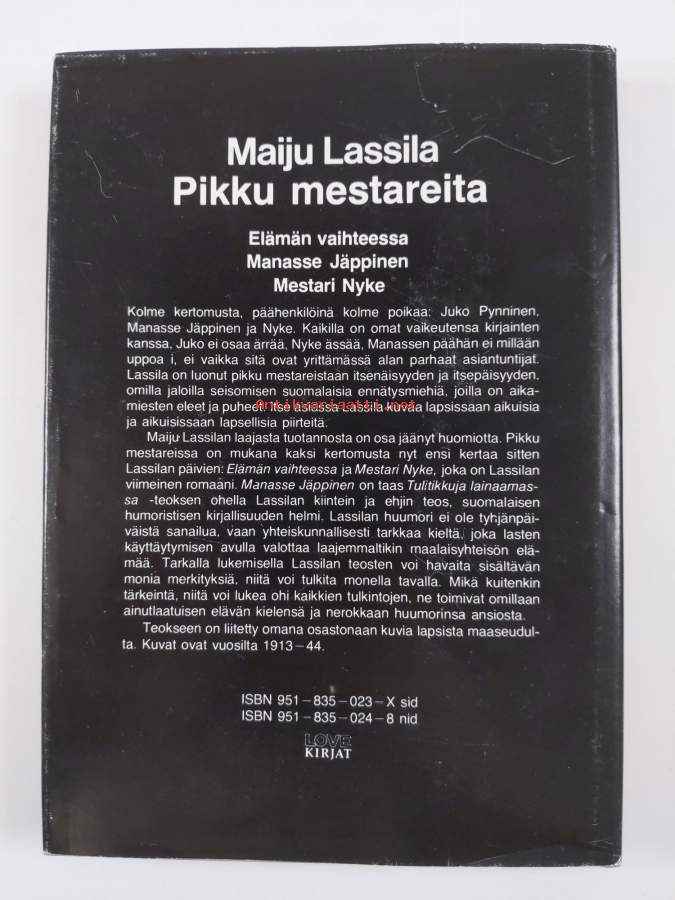 Maiju Lassila
Pikku mestareita
Elämän vaihteessa
Manasse Jäppinen
Mestari Nyke
Kolme kertomusta, päähenkilöinä kolme poikaa: Juko Pynninen,
Manasse Jäppinen ja Nyke. Kaikilla on omat vaikeutensa kirjainten
kanssa, Juko ei osaa ärrää, Nyke ässää, Manassen päähän ei millään
uppoa i, ei vaikka sitä ovat yrittämässä alan parhaat asiantuntijat.
Lassila on luonut pikku mestareistaan itsenäisyyden ja itsepäisyyden,
omilla jaloilla seisomisen suomalaisia ennätysmiehiä, joilla on aika-
miesten eleet ja puheet. Itse asiassa Lassila kuvaa lapsissaan aikuisia
ja aikuisissaan lapsellisia piirteitä.
antikvariaatti.net
Maiju Lassilan laajasta tuotannosta on osa jäänyt huomiotta. Pikku
mestareissa on mukana kaksi kertomusta nyt ensi kertaa sitten
Lassilan päivien: Elämän vaihteessa ja Mestari Nyke, joka on Lassilan
viimeinen romaani. Manasse Jäppinen on taas Tulitikkuja lainaamas-
sa -teoksen ohella Lassilan kiintein ja ehjin teos, suomalaisen
humoristisen kirjallisuuden helmi. Lassilan huumori ei ole tyhjänpäi-
väistä sanailua, vaan yhteiskunnallisesti tarkkaa kieltä, joka lasten
käyttäytymisen avulla valottaa laajemmaltikin maalaisyhteisön elä-
mää. Tarkalla lukemisella Lassilan teosten voi havaita sisältävän
monia merkityksiä, niitä voi tulkita monella tavalla. Mikä kuitenkin
tärkeintä, niitä voi lukea ohi kaikkien tulkintojen, ne toimivat omillaan
ainutlaatuisen elävän kielensä ja nerokkaan huumorinsa ansiosta.
Teokseen on liitetty omana osastonaan kuvia lapsista maaseudul-
ta. Kuvat ovat vuosilta 1913–44.
ISBN 951–835–023–X sid
ISBN 951–835–024–8 nid
LOVE
KIRJAT